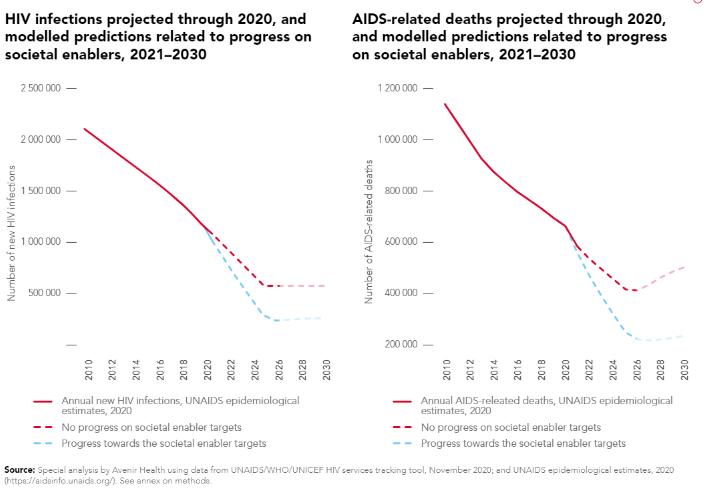 HIV infections projected through 2020, and
modelled predictions related to progress on
societal enablers, 2021–2030
2 500 000
2 000 000
1 500 000
1 000 000
500 000
Number of new HIV infections
2010
2012
2014
2016
2018
2020
2022
2024
2026
2028
2030
Annual new HIV infections, UNAIDS epidemiological
estimates, 2020
No progress on societal enabler targets
Progress towards the societal enabler targets
AIDS-related deaths projected through 2020,
and modelled predictions related to progress
on societal enablers, 2021–2030
1 200 000
1 000 000
800 000
600 000
400 000
200 000
Number of AIDS-related deaths
2010
2012
2014
2016
2018
2020
2022
2024
2026
2028
2030
Annual AIDS-releated deaths, UNAIDS epidemiological
estimates, 2020
No progress on societal enabler targets
Progress towards the societal enabler targets
Source: Special analysis by Avenir Health using data from UNAIDS/WHO/UNICEF HIV services tracking tool, November 2020; and UNAIDS epidemiological estimates, 2020
(https://aidsinfo.unaids.org/). See annex on methods.